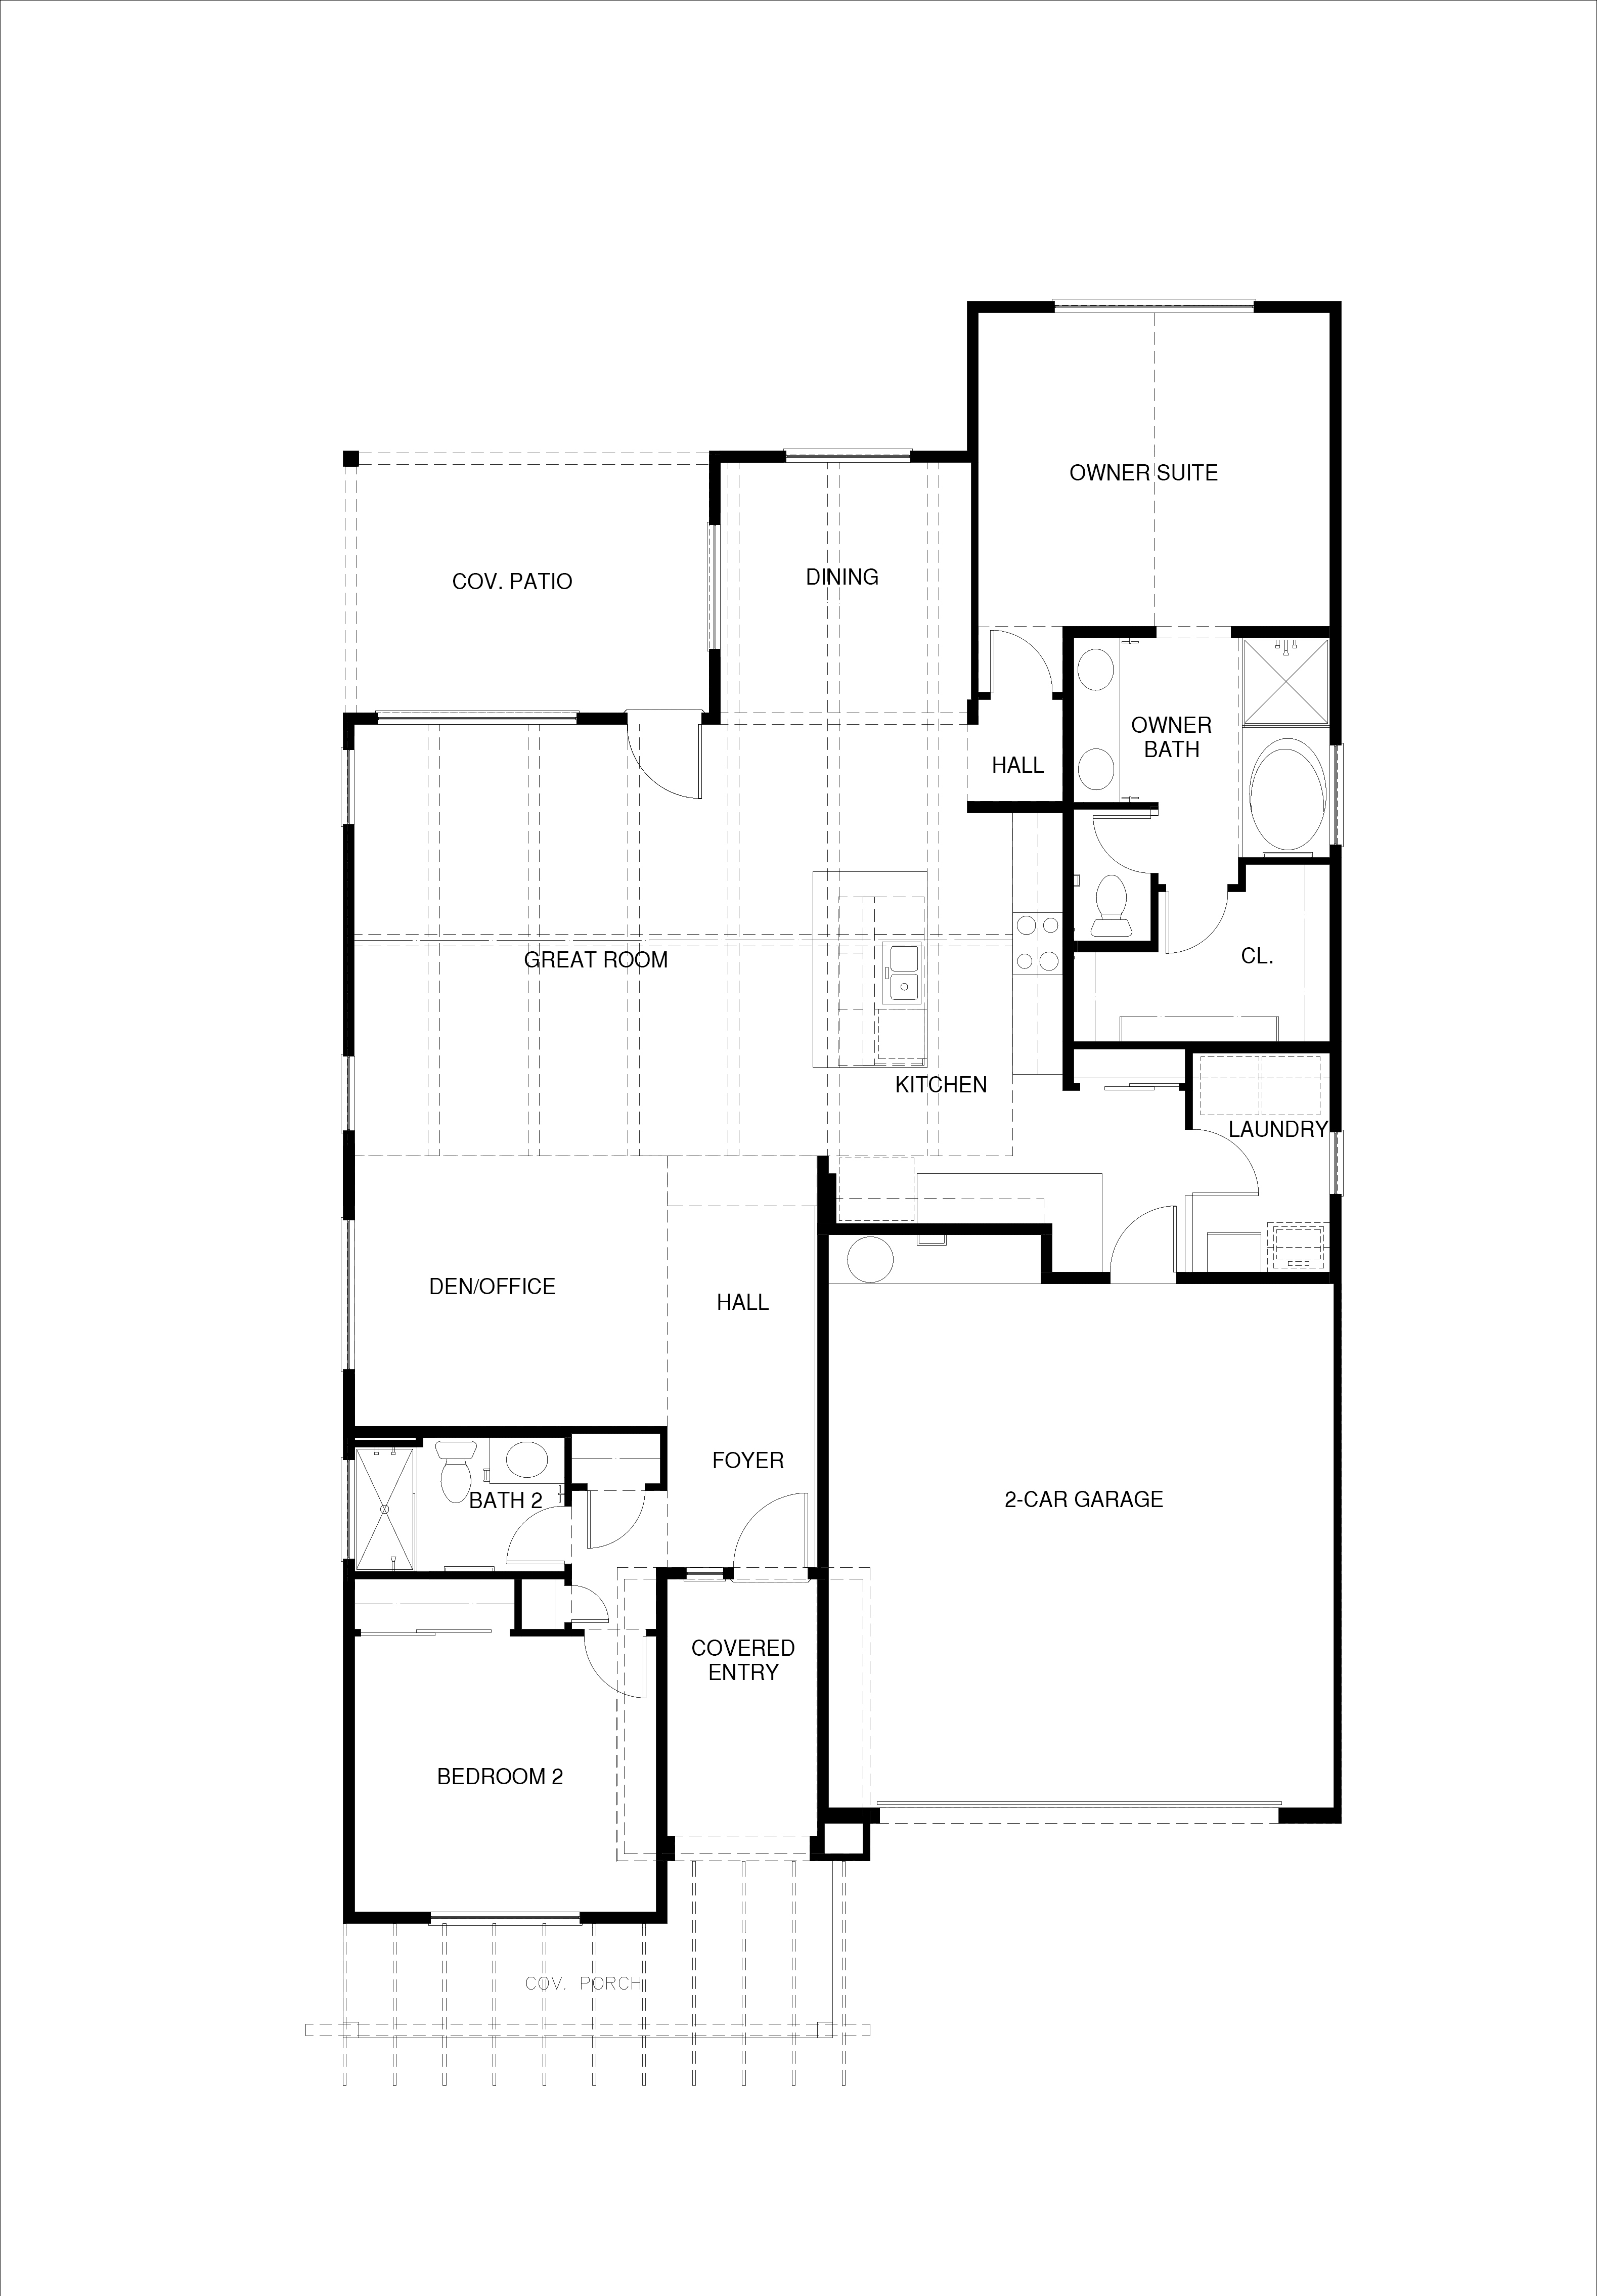 OWNER SUITE
COV. PATIO
DINING
OWNER
BATH
HALL
GREAT ROOM
CL.
KITCHEN
LAUNDRY
DEN/OFFICE
HALL
FOYER
BATH 2
2-CAR GARAGE
COVERED
ENTRY
BEDROOM 2
COV. PORCH